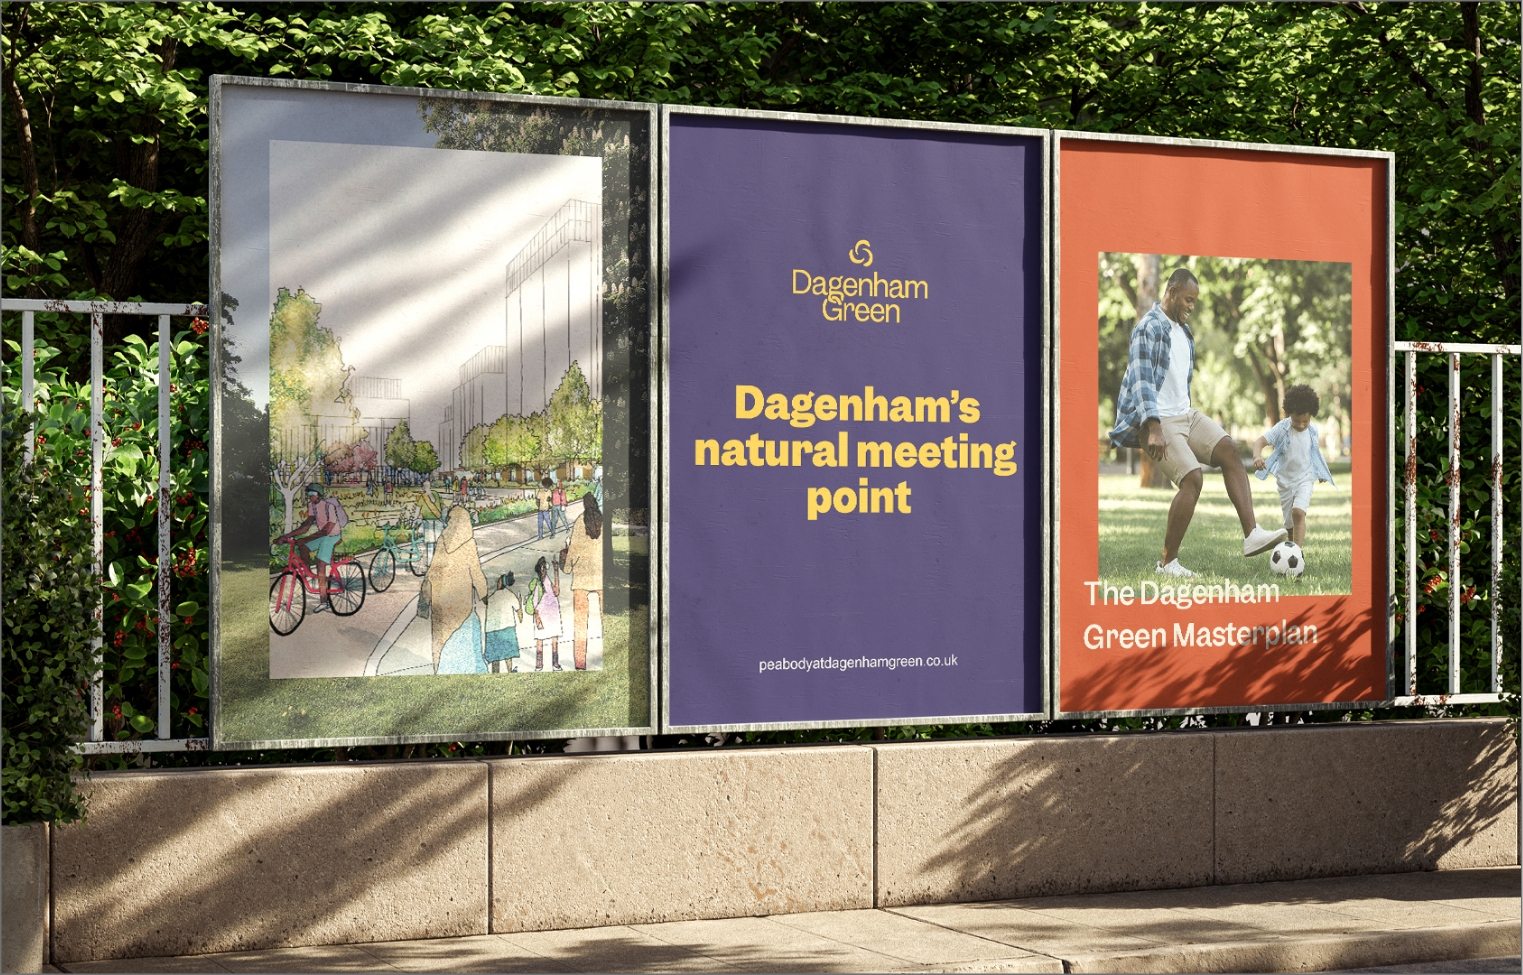 Dagenham
Green
Dagenham's
natural meeting
point
peabodyatdagenhamgreen.co.uk
The Dagenham
Green Masterplan